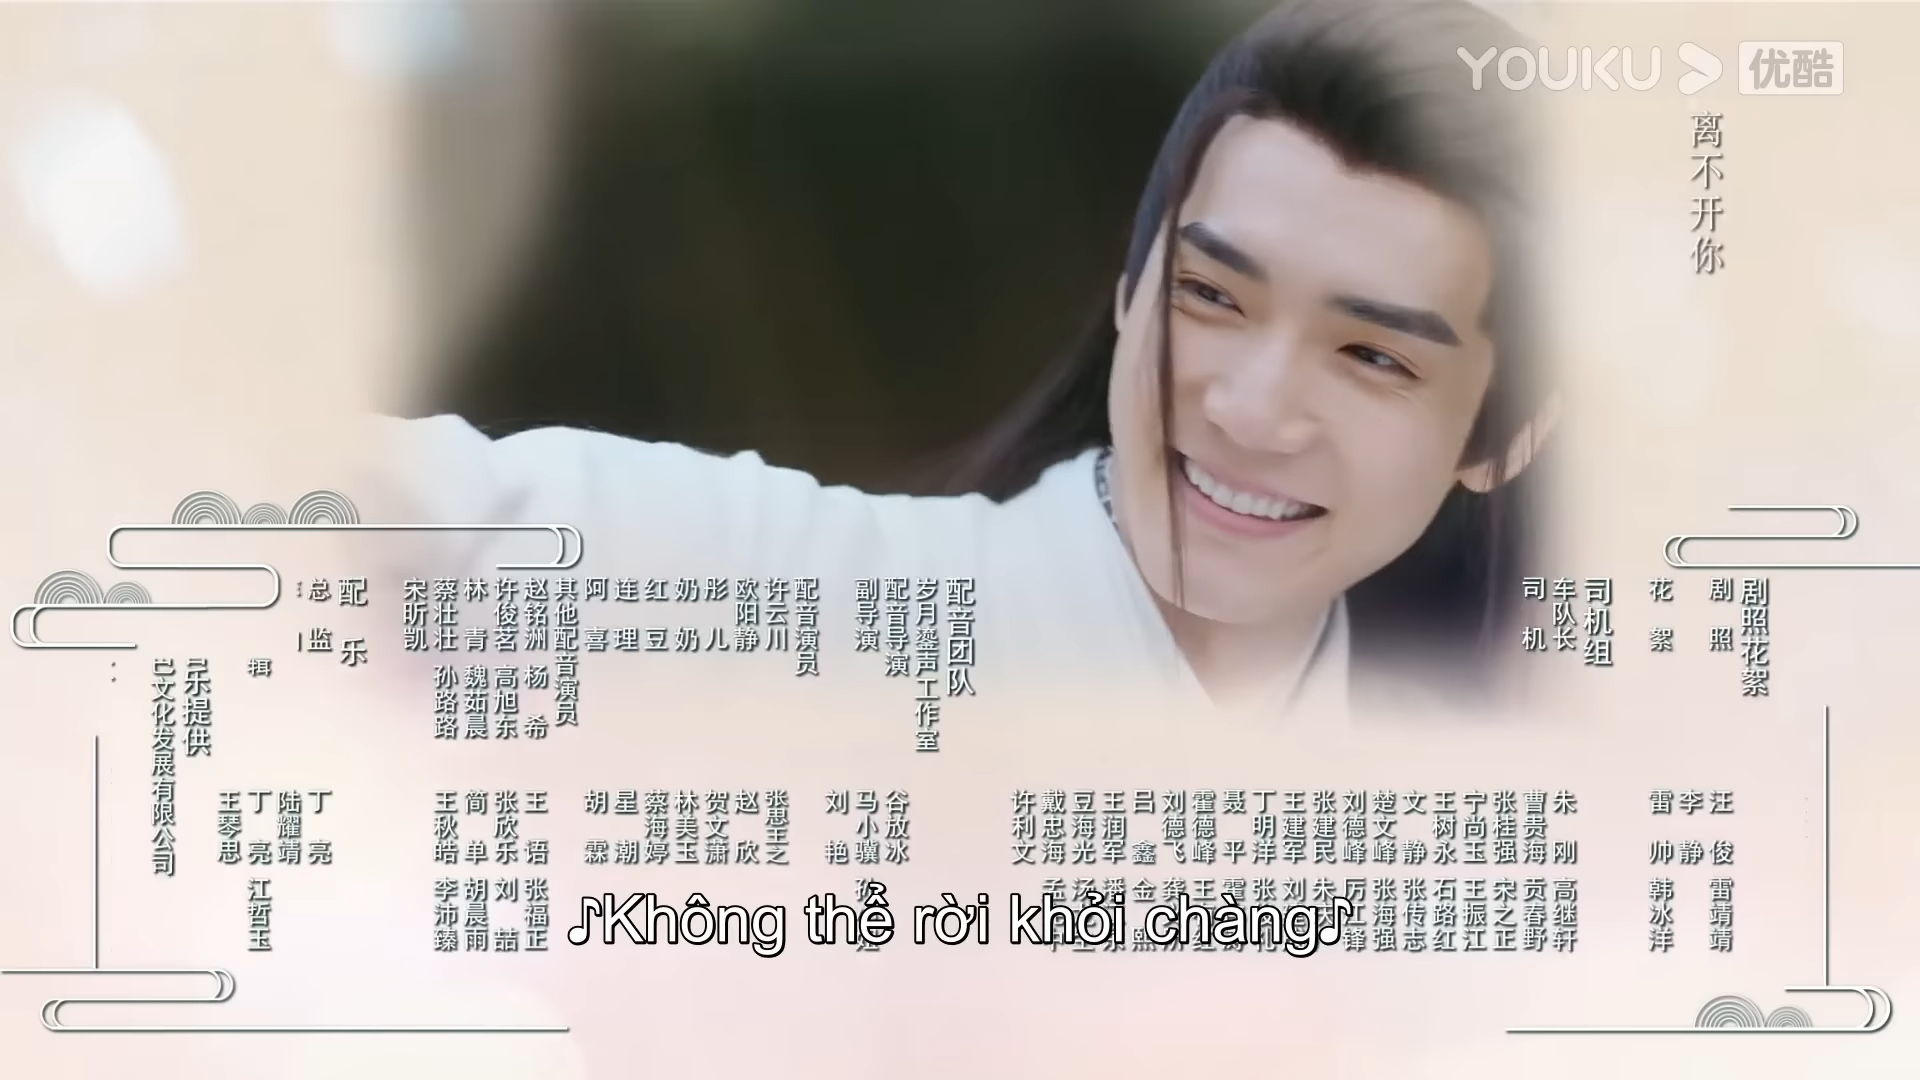 YOUKU 优酷
离不开你
剧照花絮
剧照 汪俊 雷靖靖
李静
花絮 雷帅 韩冰洋
司机组
车队长 朱刚 高继轩
司机 曹贵海 贡春野
张桂强 宋之正
宁尚玉 王振江
王树永 石路红
文静 张传志
楚文峰 张海强
刘德峰 厉江锋
张建民
王建军
丁明洋
聂平
霍德峰
刘德飞
吕鑫
王润军
豆海光
戴忠海
许利文
配音团队
岁月鎏声工作室
配音导演 谷放冰
副导演 马小骥
刘艳
配音演员
许云川 张思王之
欧阳静 赵欣
彤儿 贺文潇
奶奶 林美玉
红豆 蔡海婷
连理 星潮
阿喜 胡霖
其他配音演员
赵铭洲 杨希 王语 张福正
许俊茗 高旭东 张欣乐 刘喆
林青 魏茹晨 简单 胡晨雨
蔡壮壮 孙路路 王秋皓 李沛臻
宋昕凯
配乐
总监 丁亮
陆耀靖
辑 丁亮 江哲玉
王琴思
音乐提供
巴文化发展有限公司
♪Không thể rời khỏi chàng♪